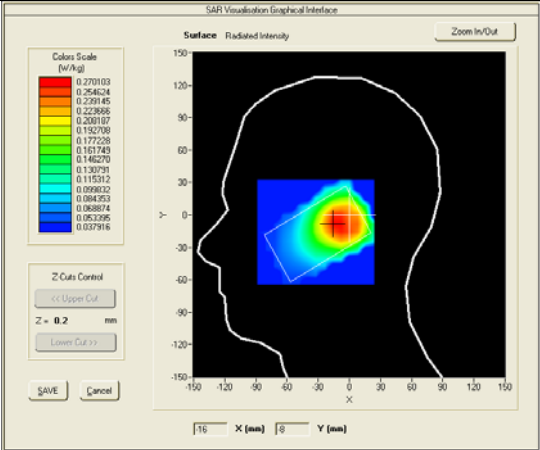 SAR Visualisation Graphical Interface
Surface Radiated Intensity
Zoom In/Out
Colors Scale
(W/kg)
0.270103
0.254624
0.239145
0.223666
0.208187
0.192708
0.177228
0.161749
0.146270
0.130791
0.115312
0.099832
0.084353
0.068874
0.053395
0.037916
150
120
90
60
30
0
-30
-60
-90
-120
-150
Y
-150 -120 -90 -60 -30 0 30 60 90 120 150
X
Z-Cuts Control
<< Upper Cut
Z = 0.2 mm
Lower Cut >>
SAVE Cancel
-16 X (mm) -8 Y (mm)